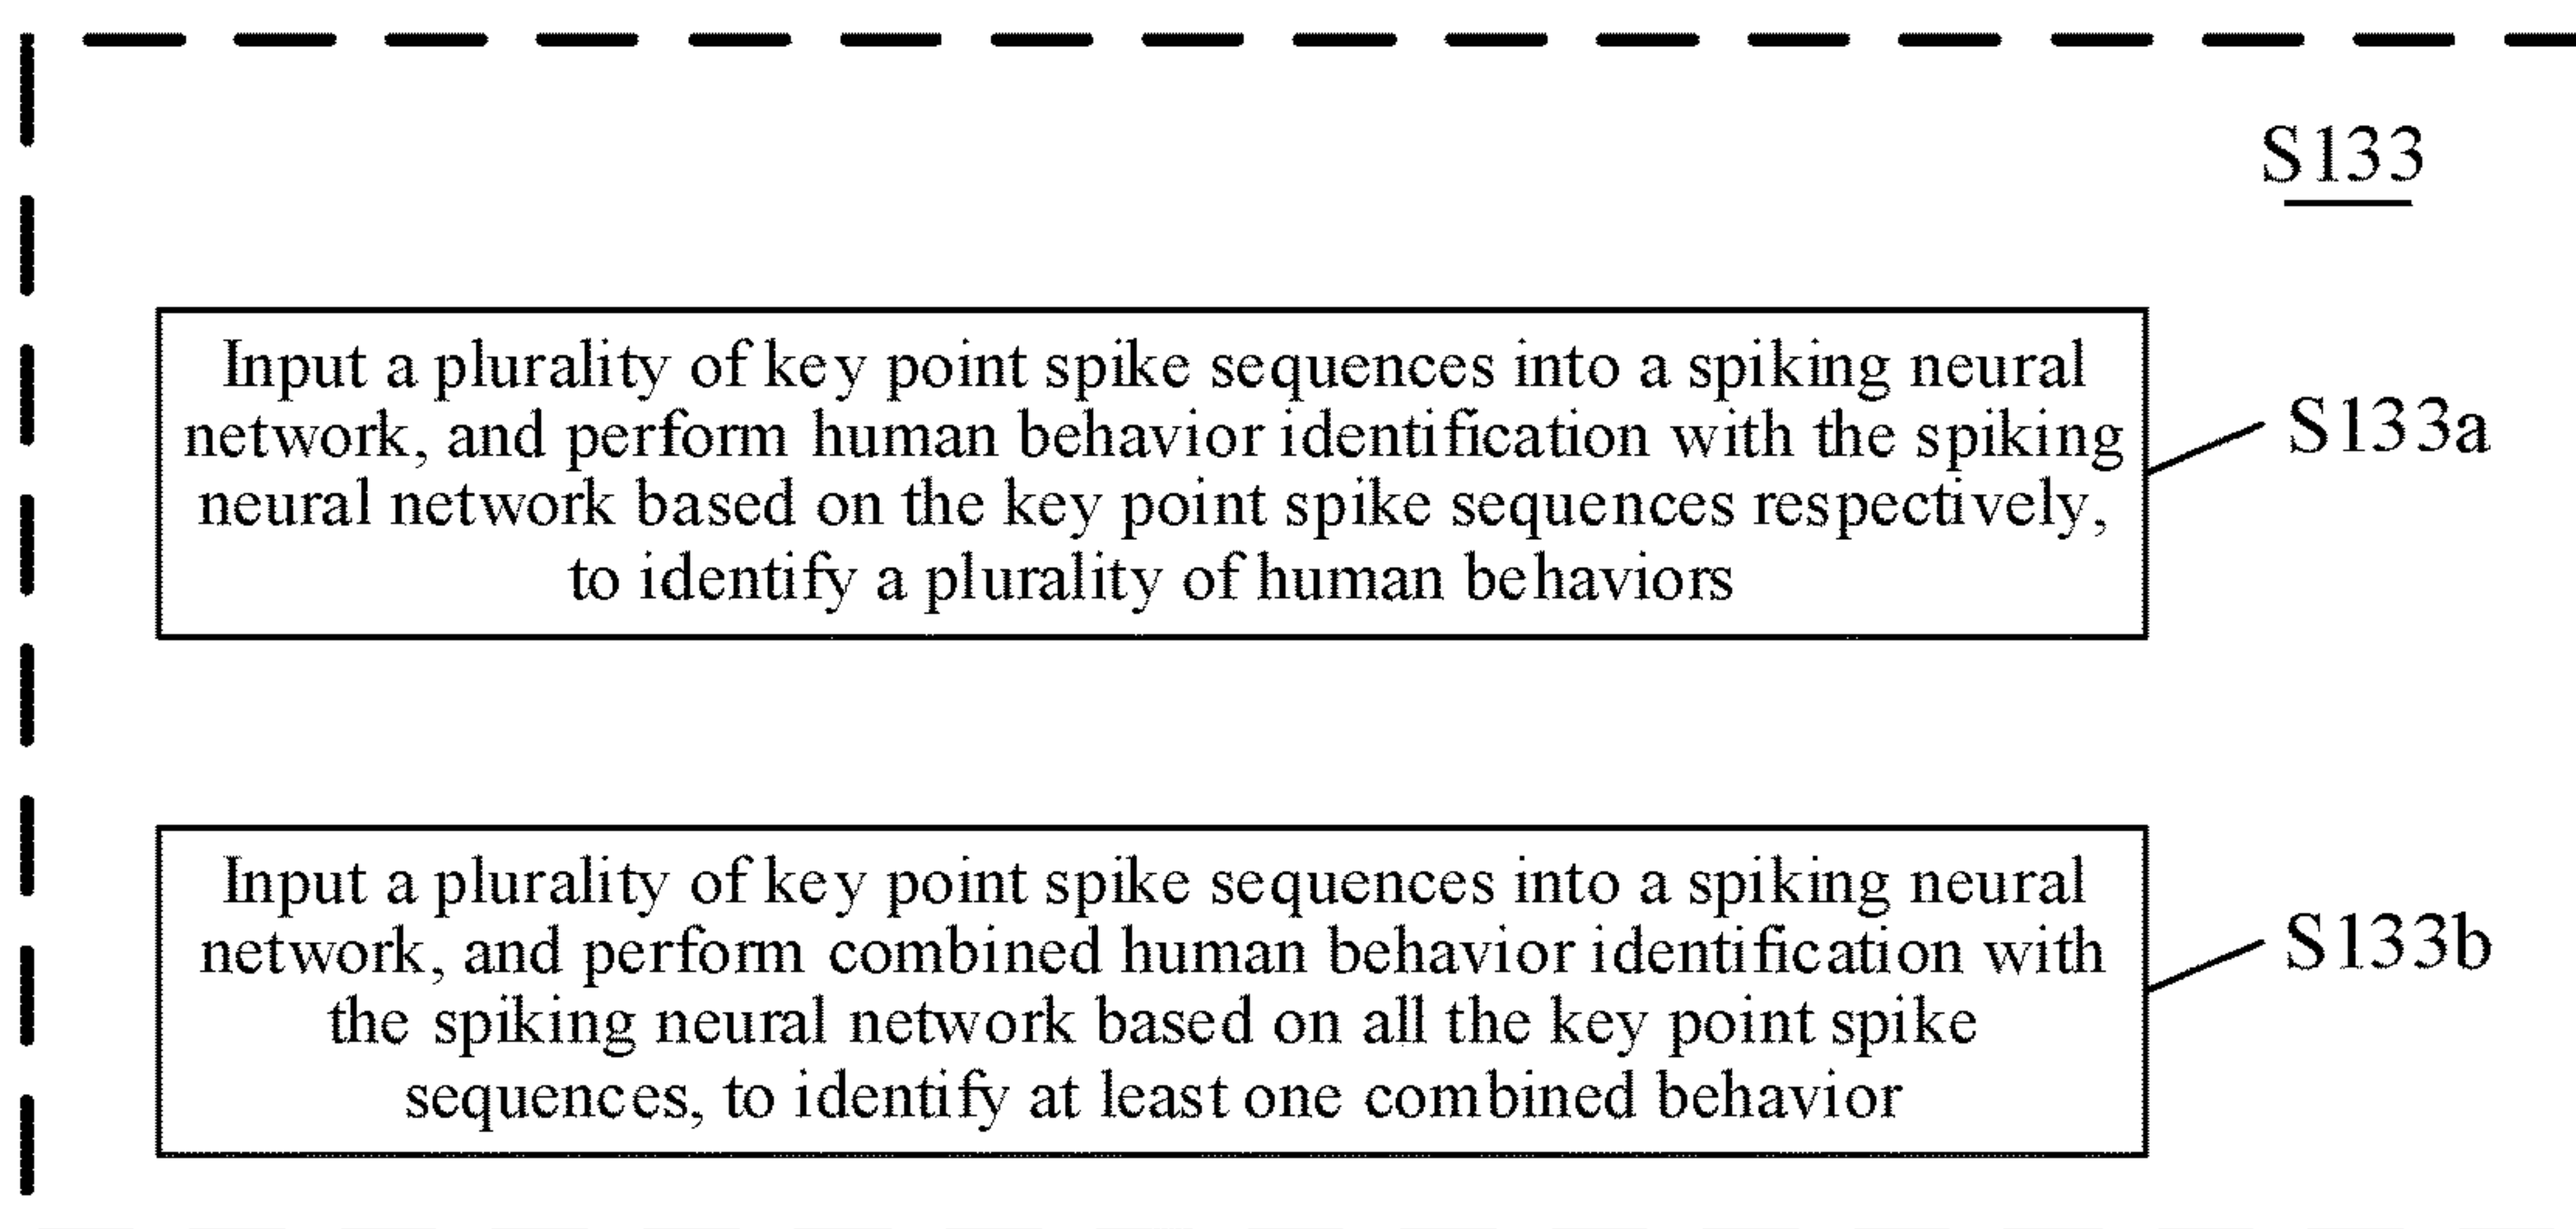 S133
Input a plurality of key point spike sequences into a spiking neural
network, and perform human behavior identification with the spiking
neural network based on the key point spike sequences respectively,
to identify a plurality of human behaviors
S133a
Input a plurality of key point spike sequences into a spiking neural
network, and perform combined human behavior identification with
the spiking neural network based on all the key point spike
sequences, to identify at least one combined behavior
S133b